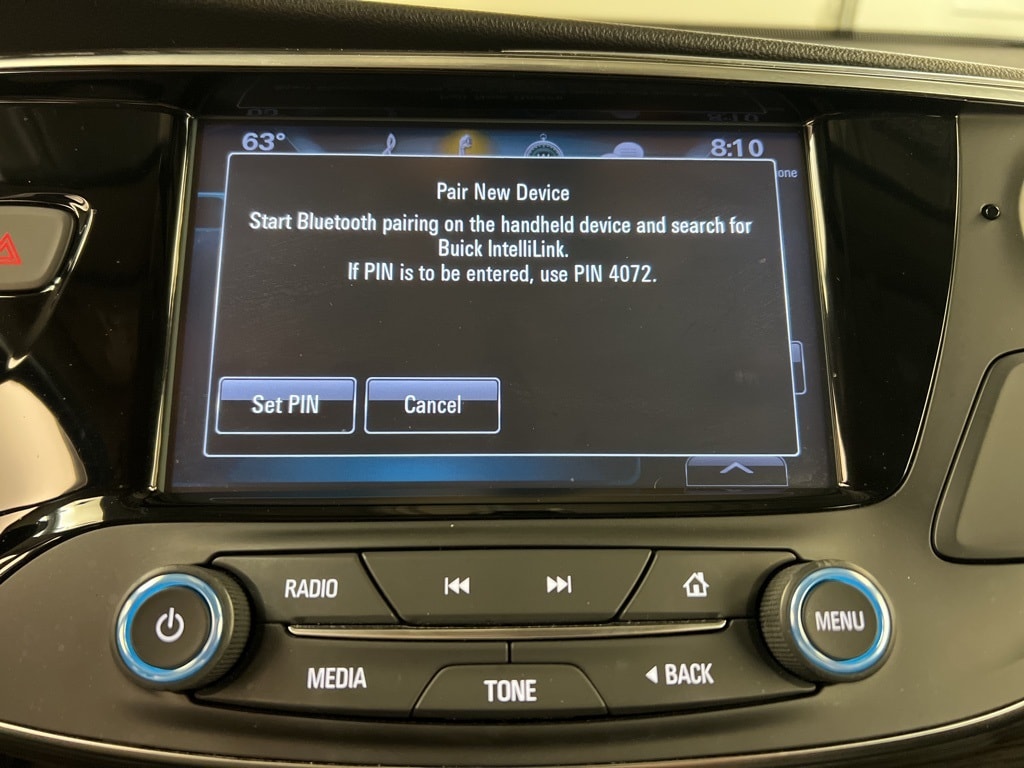 63°
8:10
one
Pair New Device
Start Bluetooth pairing on the handheld device and search for
Buick IntelliLink.
If PIN is to be entered, use PIN 4072.
Set PIN
Cancel
RADIO
MENU
MEDIA
TONE
BACK